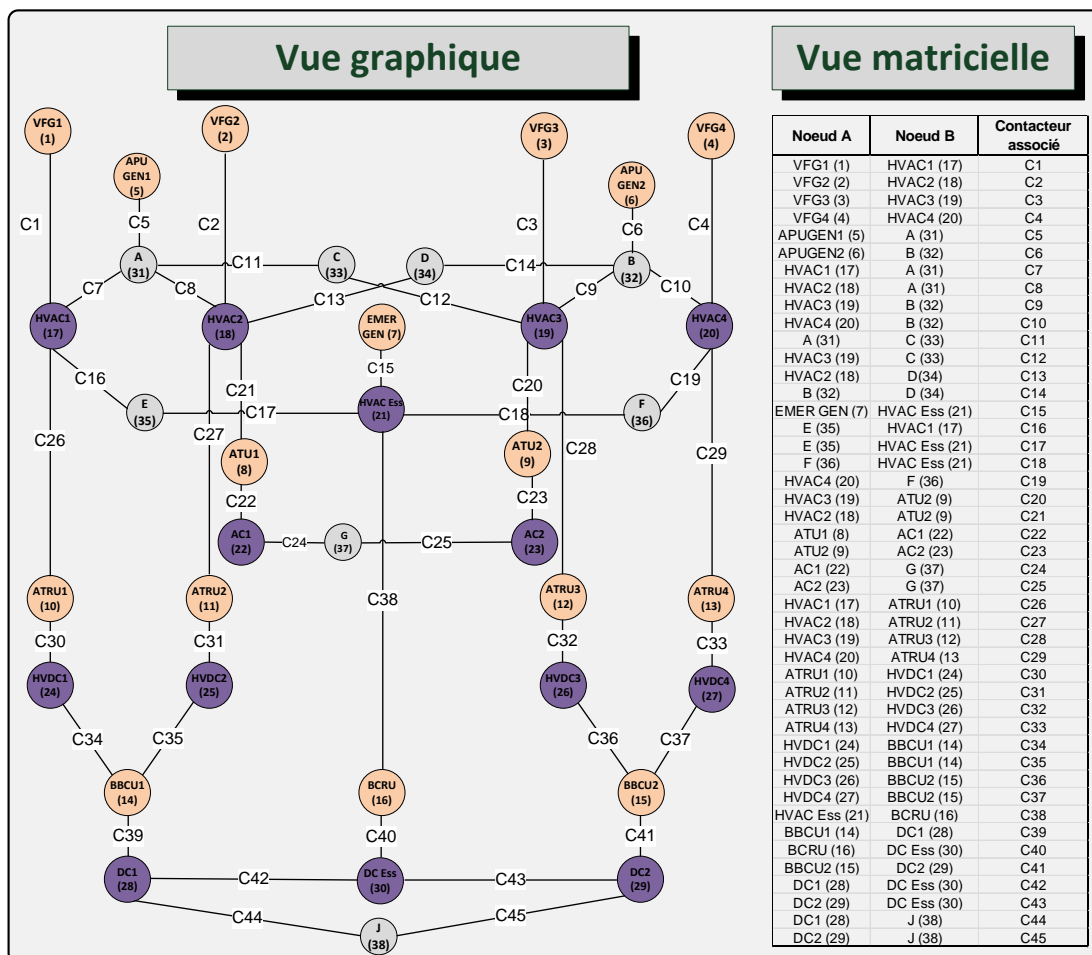 Vue graphique
Vue matricielle
VFG1
(1)
VFG2
(2)
VFG3
(3)
VFG4
(4)
APU
GEN1
(5)
APU
GEN2
(6)
C1
C5
C2
C3
C6
C4
A
(31)
C11
C
(33)
D
(34)
C14
B
(32)
C7
C8
C13
C12
C9
C10
HVAC1
(17)
HVAC2
(18)
EMER
GEN (7)
HVAC3
(19)
HVAC4
(20)
C16
C21
C15
C20
C19
E
(35)
C17
HVAC Ess
(21)
C18
F
(36)
C26
C27
C28
C29
ATU1
(8)
ATU2
(9)
C22
C23
AC1
(22)
C24
G
(37)
C25
AC2
(23)
ATRU1
(10)
ATRU2
(11)
C38
ATRU3
(12)
ATRU4
(13)
C30
C31
C32
C33
HVDC1
(24)
HVDC2
(25)
HVDC3
(26)
HVDC4
(27)
C34
C35
C36
C37
BBCU1
(14)
BCRU
(16)
BBCU2
(15)
C39
C40
C41
DC1
(28)
C42
DC Ess
(30)
C43
DC2
(29)
C44
C45
J
(38)
Noeud A Noeud B Contacteur associé
VFG1 (1) HVAC1 (17) C1
VFG2 (2) HVAC2 (18) C2
VFG3 (3) HVAC3 (19) C3
VFG4 (4) HVAC4 (20) C4
APUGEN1 (5) A (31) C5
APUGEN2 (6) B (32) C6
HVAC1 (17) A (31) C7
HVAC2 (18) A (31) C8
HVAC3 (19) B (32) C9
HVAC4 (20) B (32) C10
A (31) C (33) C11
HVAC3 (19) C (33) C12
HVAC2 (18) D(34) C13
B (32) D (34) C14
EMER GEN (7) HVAC Ess (21) C15
E (35) HVAC1 (17) C16
E (35) HVAC Ess (21) C17
F (36) HVAC Ess (21) C18
HVAC4 (20) F (36) C19
HVAC3 (19) ATU2 (9) C20
HVAC2 (18) ATU2 (9) C21
ATU1 (8) AC1 (22) C22
ATU2 (9) AC2 (23) C23
AC1 (22) G (37) C24
AC2 (23) G (37) C25
HVAC1 (17) ATRU1 (10) C26
HVAC2 (18) ATRU2 (11) C27
HVAC3 (19) ATRU3 (12) C28
HVAC4 (20) ATRU4 (13 C29
ATRU1 (10) HVDC1 (24) C30
ATRU2 (11) HVDC2 (25) C31
ATRU3 (12) HVDC3 (26) C32
ATRU4 (13) HVDC4 (27) C33
HVDC1 (24) BBCU1 (14) C34
HVDC2 (25) BBCU1 (14) C35
HVDC3 (26) BBCU2 (15) C36
HVDC4 (27) BBCU2 (15) C37
HVAC Ess (21) BCRU (16) C38
BBCU1 (14) DC1 (28) C39
BCRU (16) DC Ess (30) C40
BBCU2 (15) DC2 (29) C41
DC1 (28) DC Ess (30) C42
DC2 (29) DC Ess (30) C43
DC1 (28) J (38) C44
DC2 (29) J (38) C45